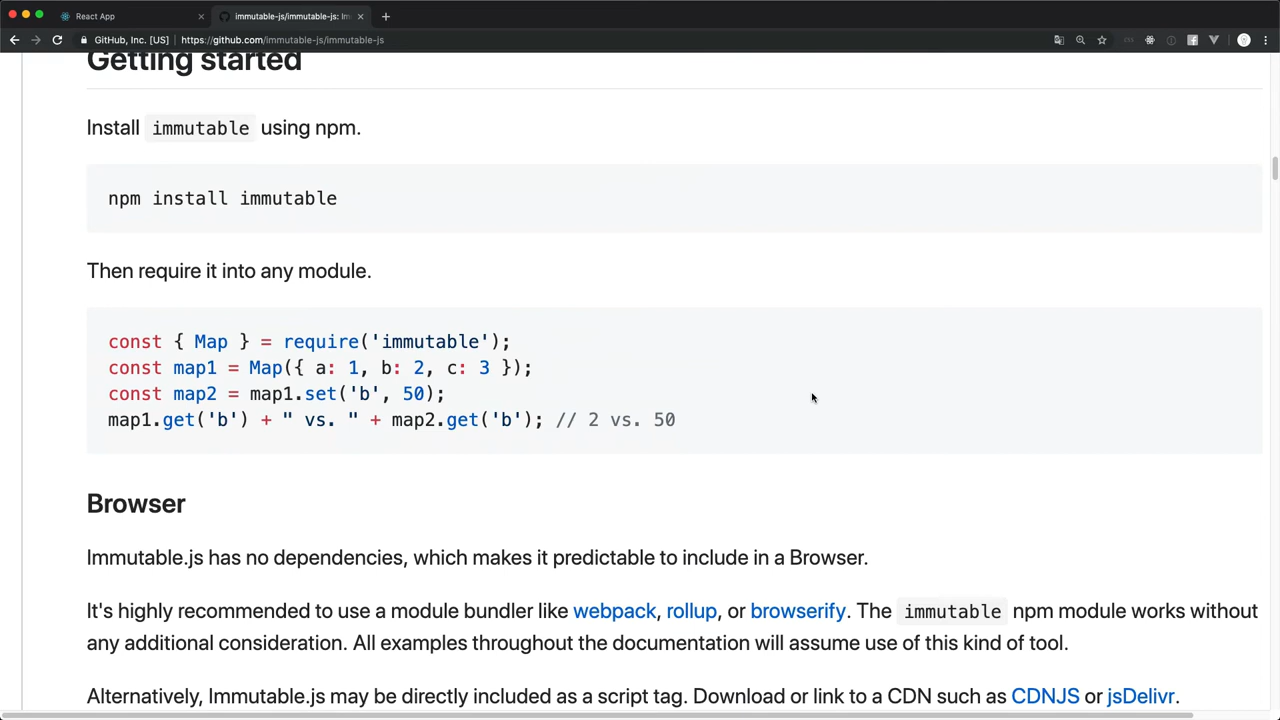 React App
immutable-js/immutable-js: Im
GitHub, Inc. [US] https://github.com/immutable-js/immutable-js
Getting started
Install immutable using npm.
npm install immutable
Then require it into any module.
const { Map } = require('immutable');
const map1 = Map({ a: 1, b: 2, c: 3 });
const map2 = map1.set('b', 50);
map1.get('b') + " vs. " + map2.get('b'); // 2 vs. 50
Browser
Immutable.js has no dependencies, which makes it predictable to include in a Browser.
It's highly recommended to use a module bundler like webpack, rollup, or browserify. The immutable npm module works without
any additional consideration. All examples throughout the documentation will assume use of this kind of tool.
Alternatively, Immutable.js may be directly included as a script tag. Download or link to a CDN such as CDNJS or jsDelivr.